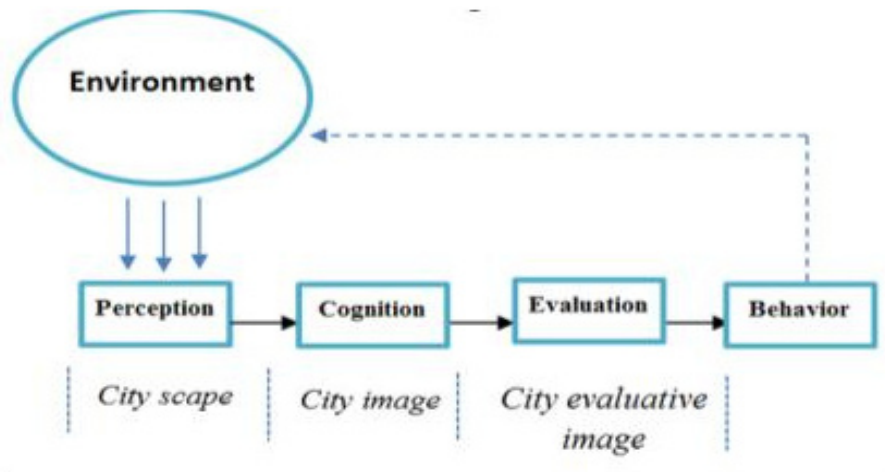 Environment
Perception
Cognition
Evaluation
Behavior
City scape
City image
City evaluative
image